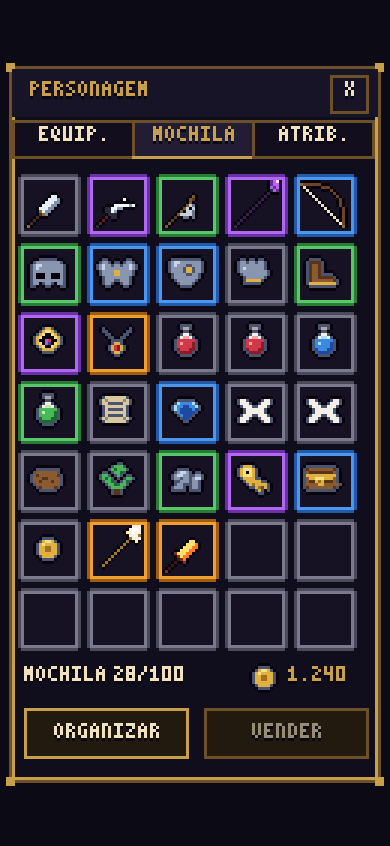 PERSONAGEM X
EQUIP. MOCHILA ATRIB.
MOCHILA 28/100 1.240
ORGANIZAR VENDER